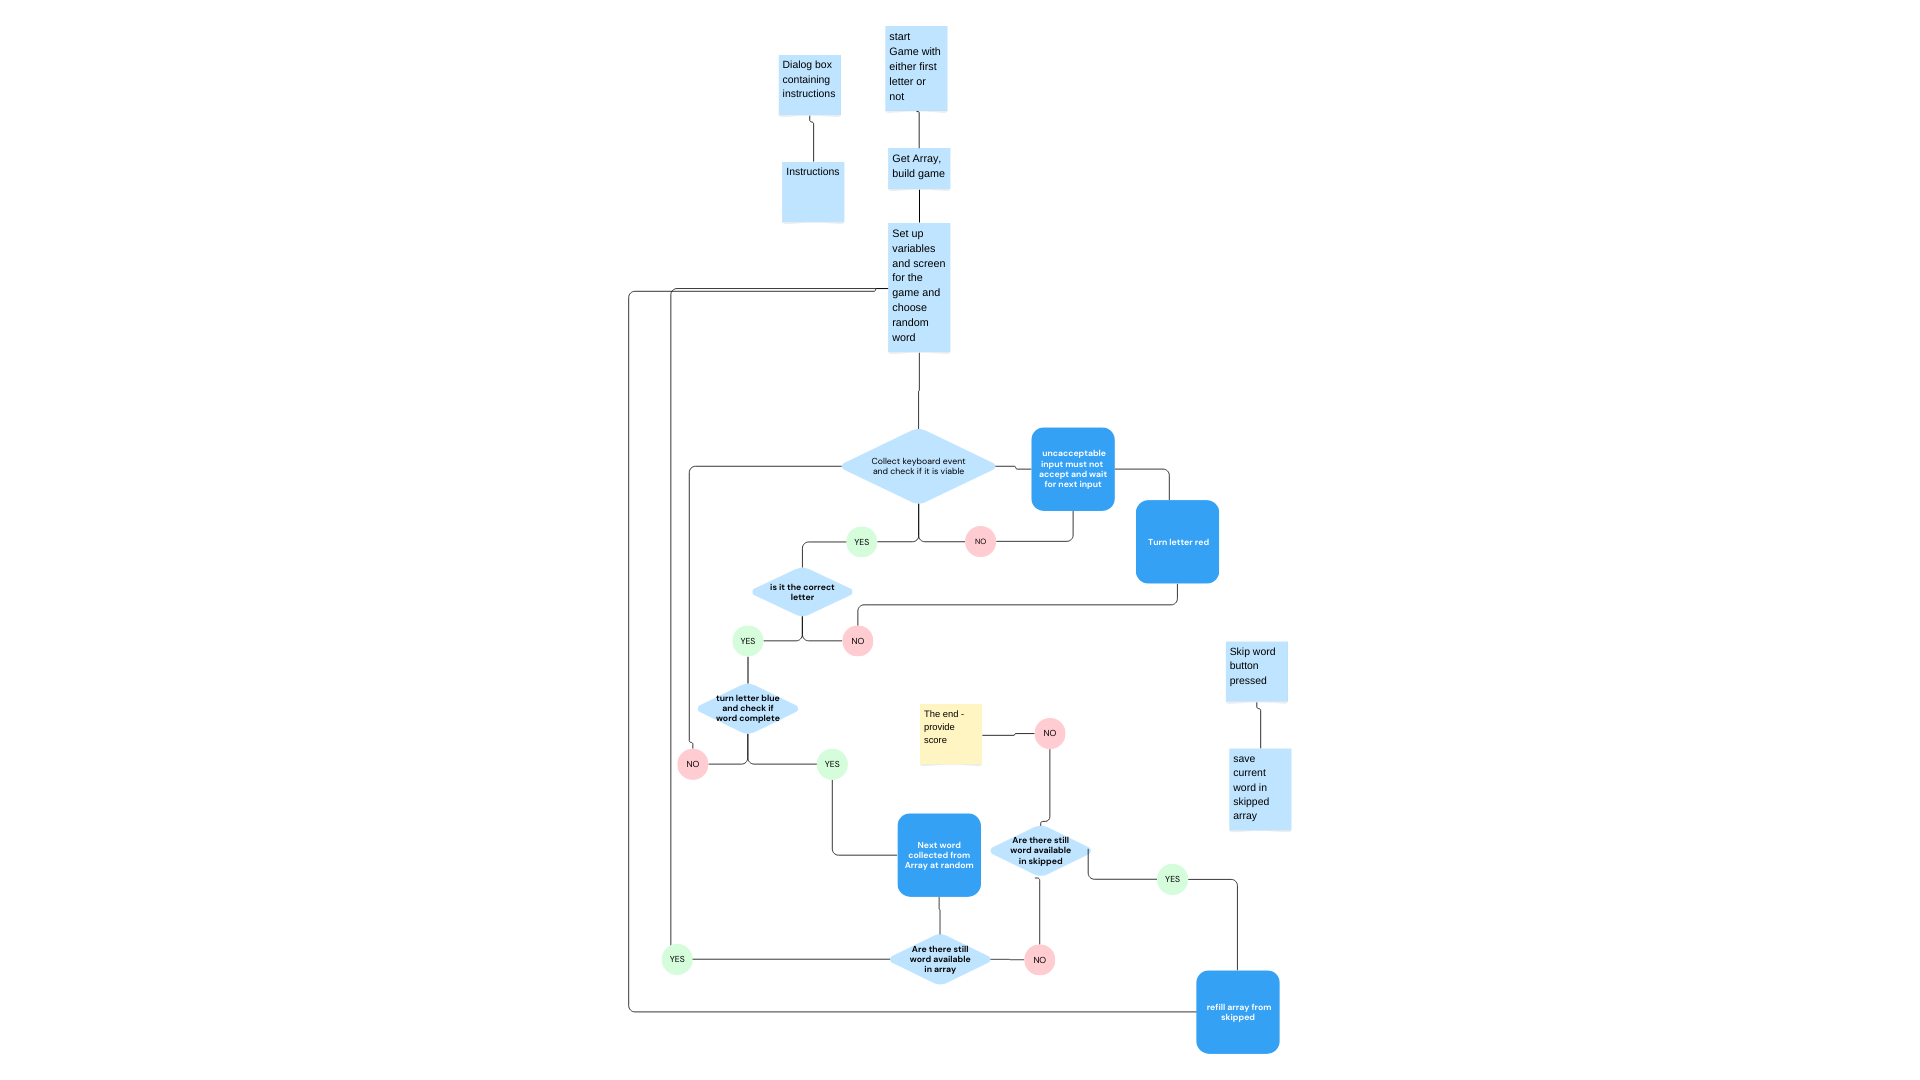 start
Game with
either first
letter or
not
Dialog box
containing
instructions
Get Array,
build game
Instructions
Set up
variables
and screen
for the
game and
choose
random
word
Collect keyboard event
and check if it is viable
uncacceptable
input must not
accept and wait
for next input
YES
NO
Turn letter red
is it the correct
letter
YES
NO
Skip word
button
pressed
turn letter blue
and check if
word complete
The end -
provide
score
NO
NO
YES
save
current
word in
skipped
array
Next word
collected from
Array at random
Are there still
word available
in skipped
YES
YES
Are there still
word available
in array
NO
refill array from
skipped